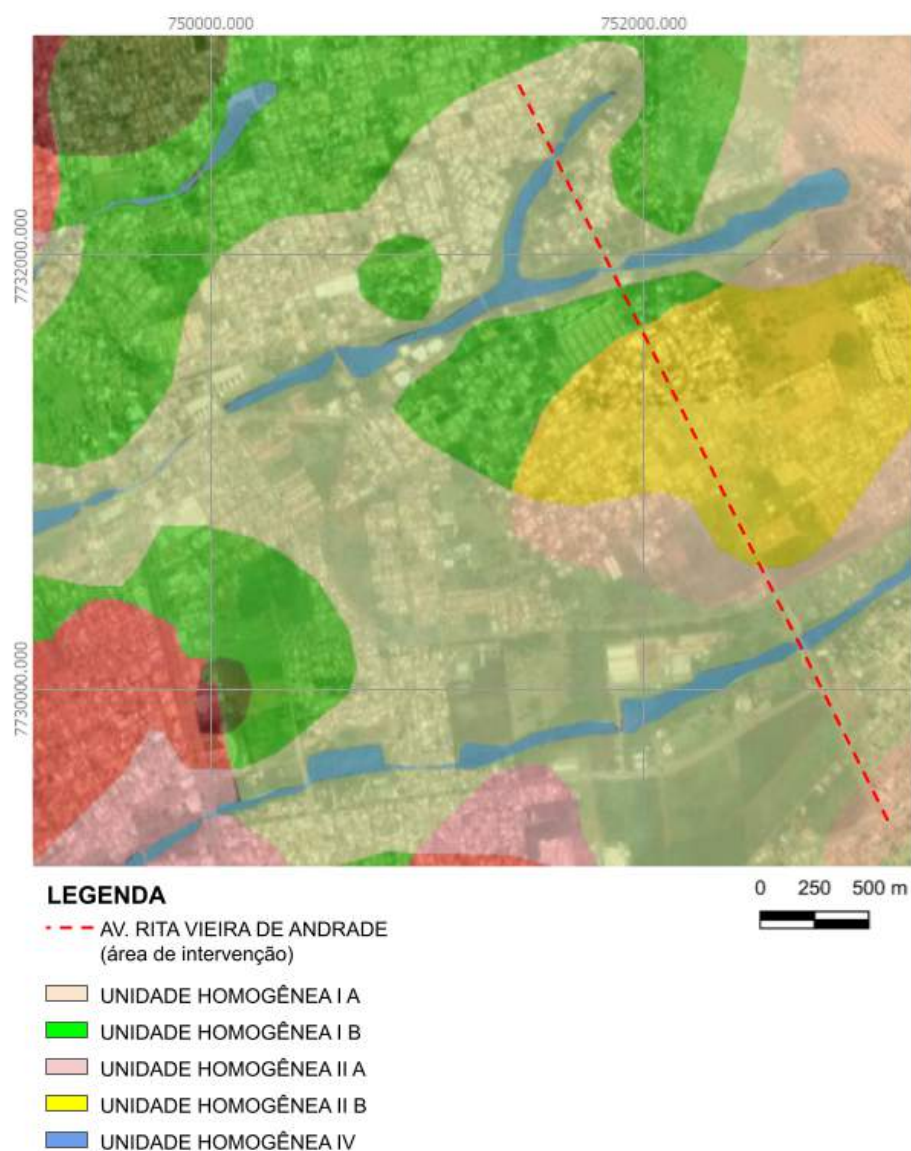 750000.000
752000.000
7732000.000
7730000.000
LEGENDA
AV. RITA VIEIRA DE ANDRADE
(área de intervenção)
UNIDADE HOMOGÊNEA I A
UNIDADE HOMOGÊNEA I B
UNIDADE HOMOGÊNEA II A
UNIDADE HOMOGÊNEA II B
UNIDADE HOMOGÊNEA IV
0 250 500 m